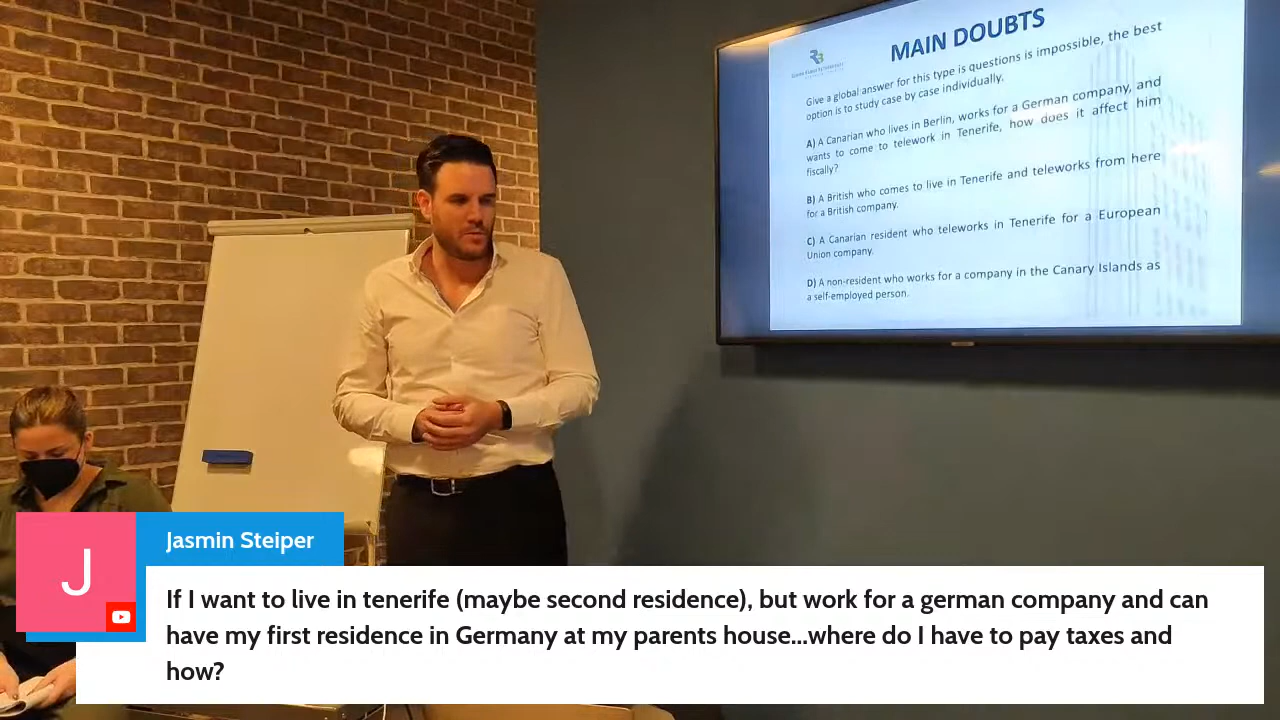 MAIN DOUBTS
Give a global answer for this type is questions is impossible, the best
option is to study case by case individually.
A) A Canarian who lives in Berlin, works for a German company, and
wants to come to telework in Tenerife, how does it affect him
fiscally?
B) A British who comes to live in Tenerife and teleworks from here
for a British company.
C) A Canarian resident who teleworks in Tenerife for a European
Union company.
D) A non-resident who works for a company in the Canary Islands as
a self-employed person.
J
Jasmin Steiper
If I want to live in tenerife (maybe second residence), but work for a german company and can
have my first residence in Germany at my parents house...where do I have to pay taxes and
how?